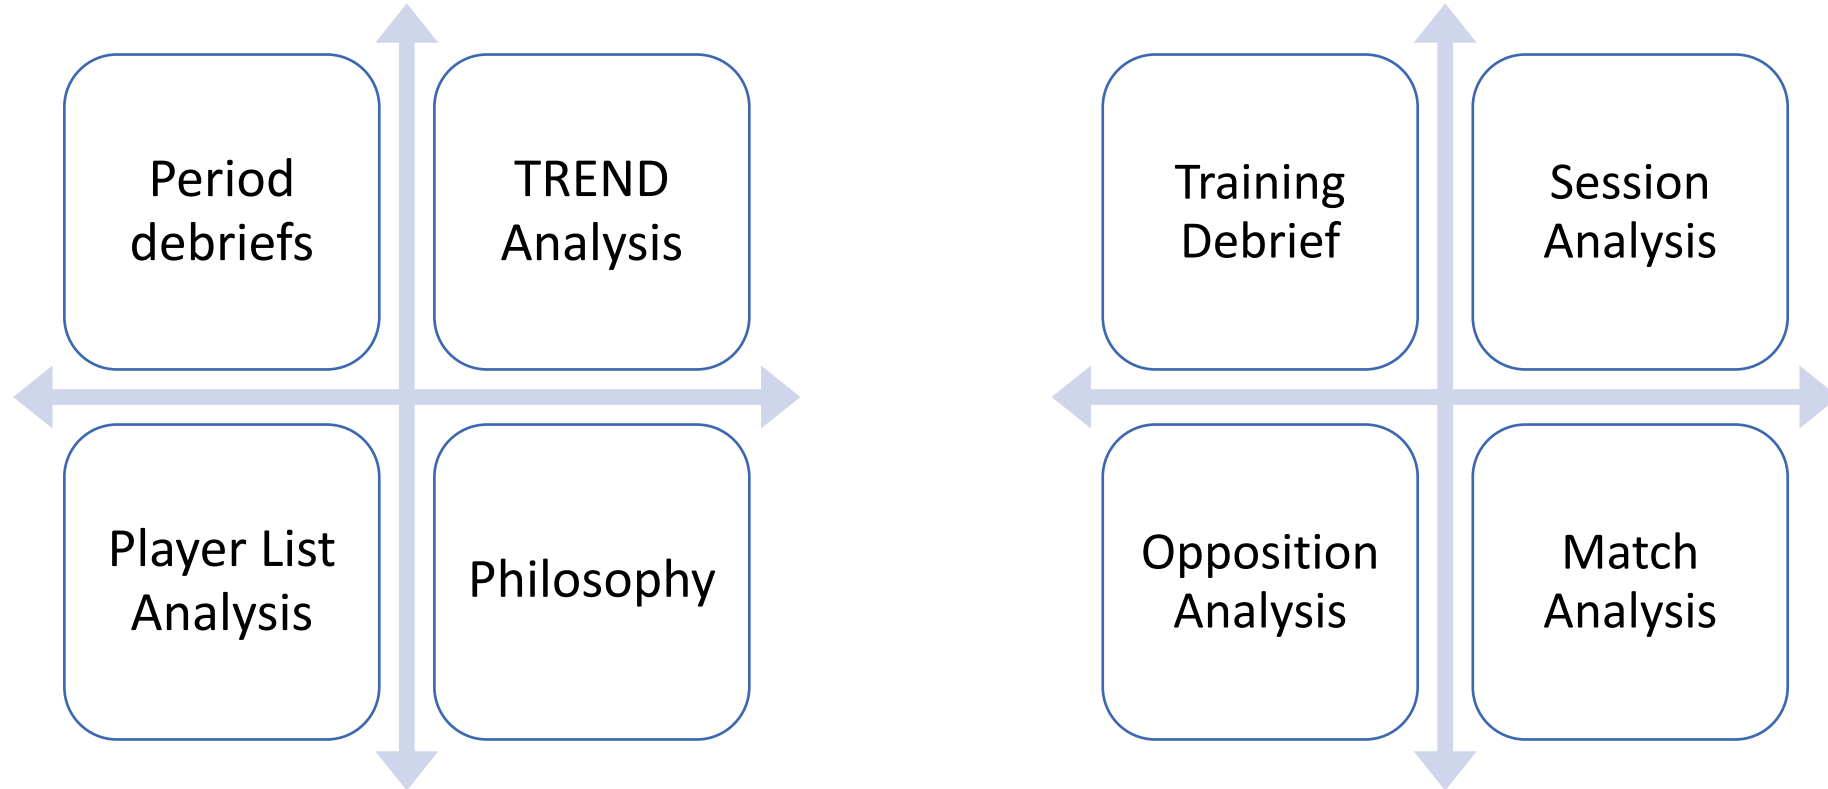 Period
debriefs
TREND
Analysis
Player List
Analysis
Philosophy
Training
Debrief
Session
Analysis
Opposition
Analysis
Match
Analysis